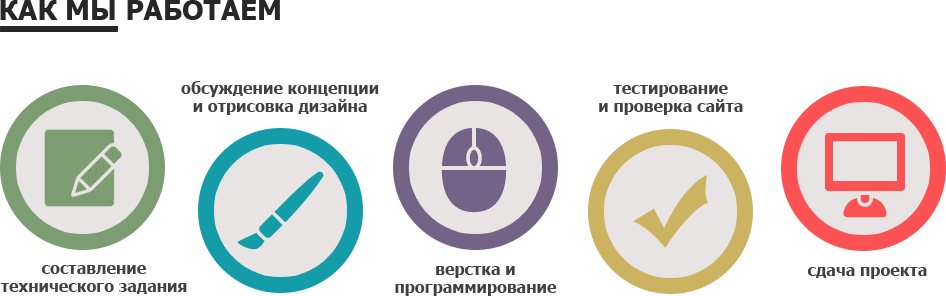 КАК МЫ РАБОТАЕМ
составление
технического задания
обсуждение концепции
и отрисовка дизайна
верстка и
программирование
тестирование
и проверка сайта
сдача проекта